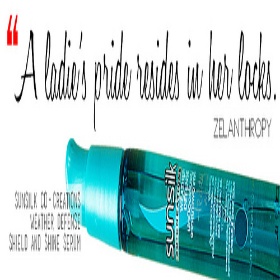 “A ladie's pride resides in her locks.
ZELANTHROPY
SUNSILK CO-CREATIONS
WEATHER DEFENSE
SHIELD AND SHINE SERUM
sunsilk